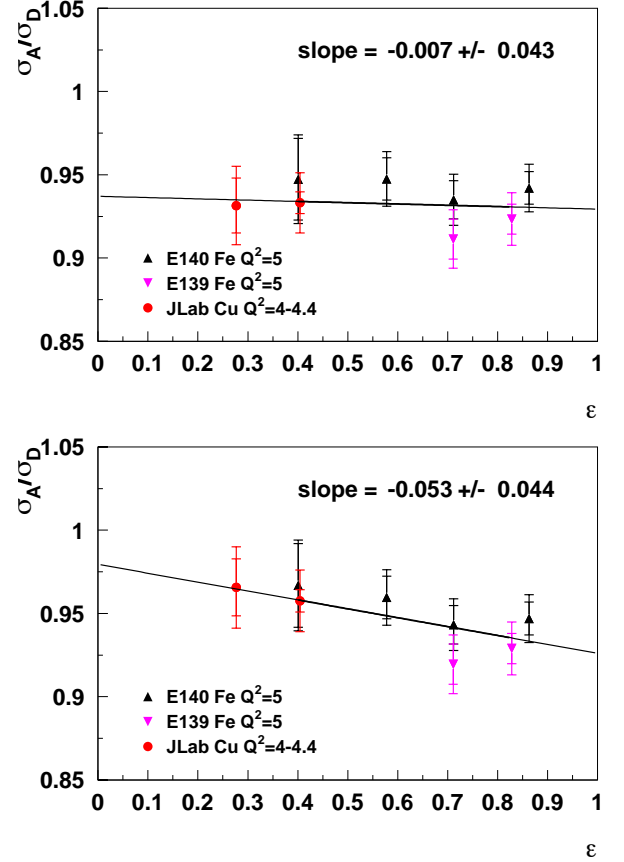 σA/σD
1.05
slope = -0.007 +/- 0.043
1
0.95
0.9
E140 Fe Q²=5
E139 Fe Q²=5
JLab Cu Q²=4-4.4
0.85
0 0.1 0.2 0.3 0.4 0.5 0.6 0.7 0.8 0.9 1
ε
σA/σD
1.05
slope = -0.053 +/- 0.044
1
0.95
0.9
E140 Fe Q²=5
E139 Fe Q²=5
JLab Cu Q²=4-4.4
0.85
0 0.1 0.2 0.3 0.4 0.5 0.6 0.7 0.8 0.9 1
ε